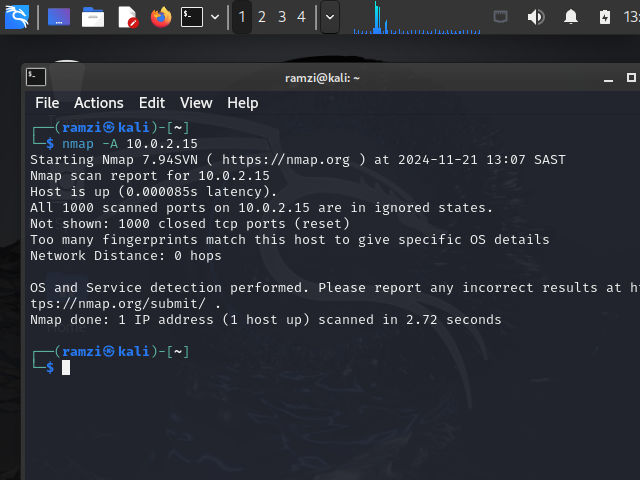 1 2 3 4
13:
ramzi@kali: ~
File Actions Edit View Help
┌──(ramzi㉿kali)-[~]
└─$ nmap -A 10.0.2.15
Starting Nmap 7.94SVN ( https://nmap.org ) at 2024-11-21 13:07 SAST
Nmap scan report for 10.0.2.15
Host is up (0.000085s latency).
All 1000 scanned ports on 10.0.2.15 are in ignored states.
Not shown: 1000 closed tcp ports (reset)
Too many fingerprints match this host to give specific OS details
Network Distance: 0 hops
OS and Service detection performed. Please report any incorrect results at ht
tps://nmap.org/submit/ .
Nmap done: 1 IP address (1 host up) scanned in 2.72 seconds
┌──(ramzi㉿kali)-[~]
└─$